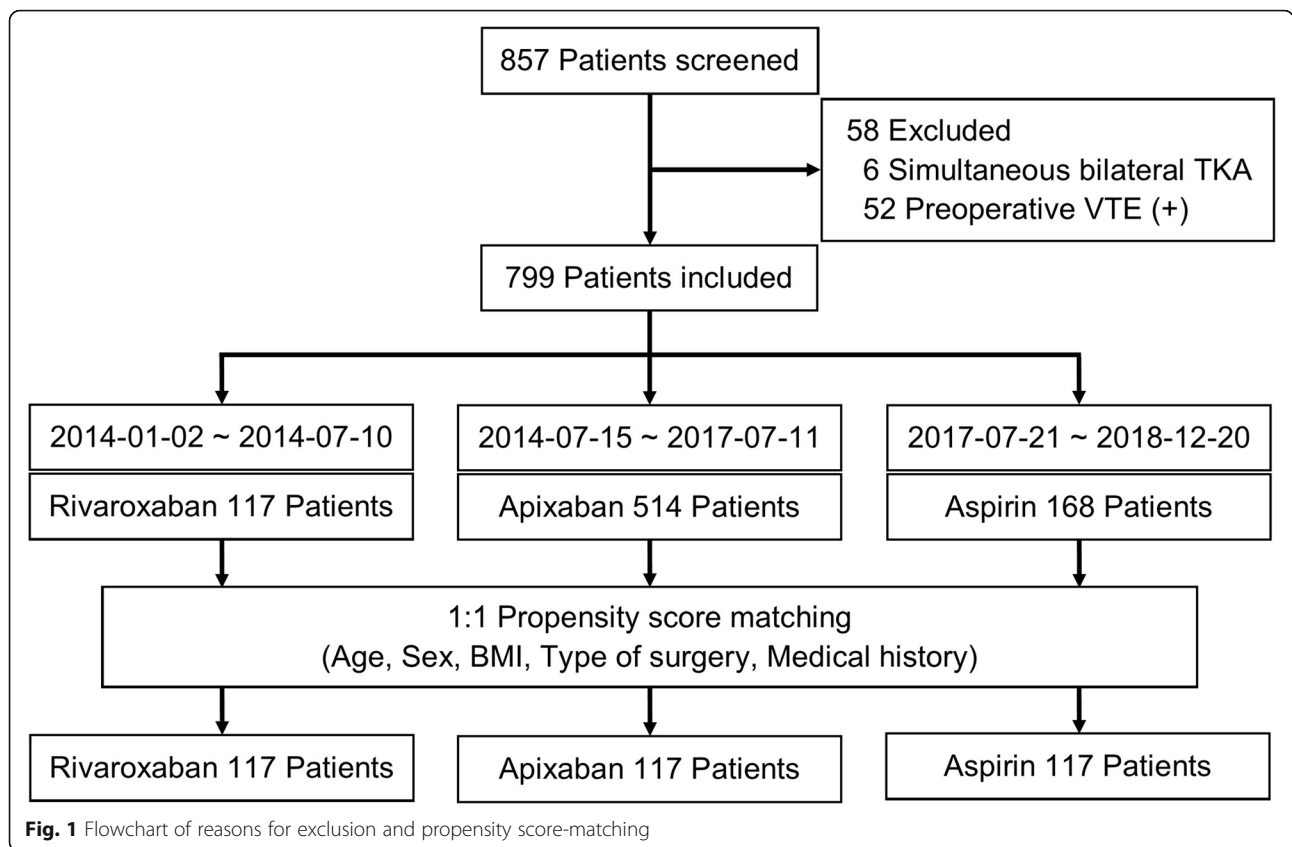 857 Patients screened
58 Excluded
6 Simultaneous bilateral TKA
52 Preoperative VTE (+)
799 Patients included
2014-01-02 ~ 2014-07-10
2014-07-15 ~ 2017-07-11
2017-07-21 ~ 2018-12-20
Rivaroxaban 117 Patients
Apixaban 514 Patients
Aspirin 168 Patients
1:1 Propensity score matching
(Age, Sex, BMI, Type of surgery, Medical history)
Rivaroxaban 117 Patients
Apixaban 117 Patients
Aspirin 117 Patients
Fig. 1 Flowchart of reasons for exclusion and propensity score-matching